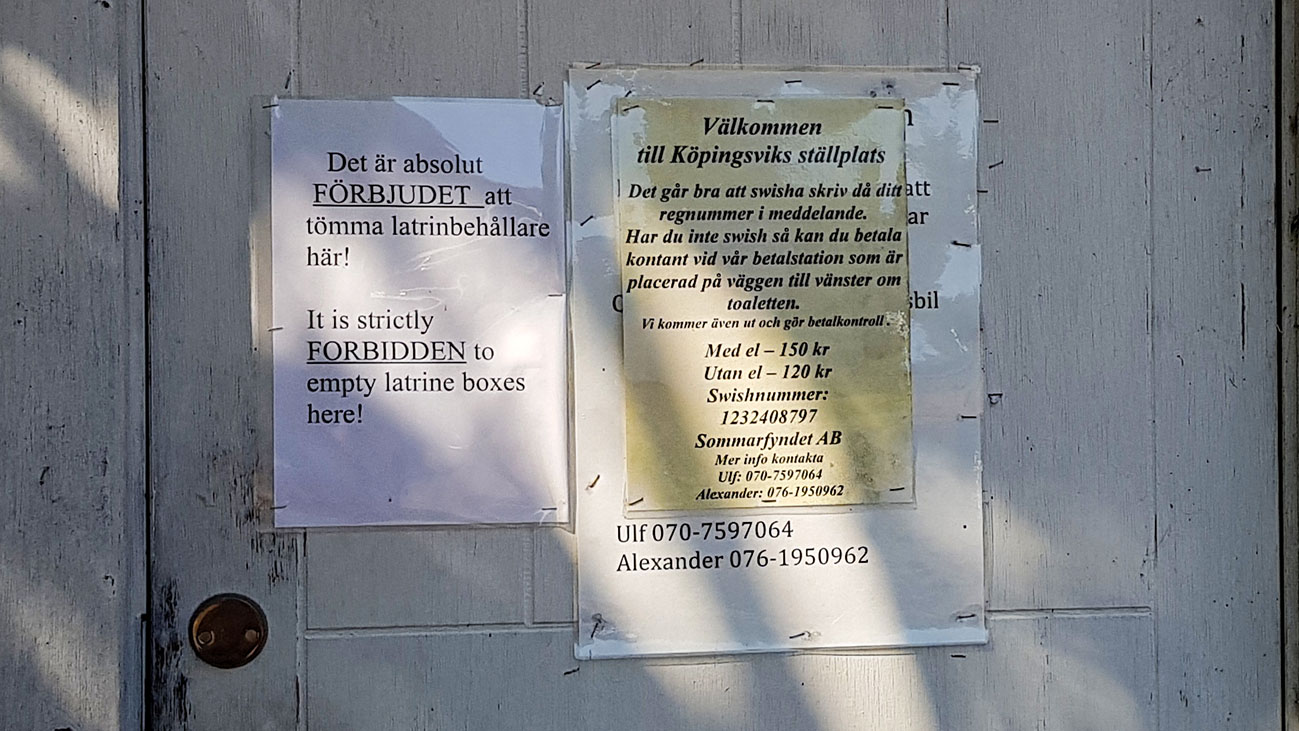 Det är absolut
FÖRBJUDET att
tömma latrinbehållare
här!
It is strictly
FORBIDDEN to
empty latrine boxes
here!
Välkommen
till Köpingsviks ställplats
Det går bra att swisha skriv då ditt
regnummer i meddelande.
Har du inte swish så kan du betala
kontant vid vår betalstation som är
placerad på väggen till vänster om
toaletten.
Vi kommer även ut och gör betalkontroll.
Med el – 150 kr
Utan el – 120 kr
Swishnummer:
1232408797
Sommarfyndet AB
Mer info kontakta
Ulf: 070-7597064
Alexander: 076-1950962
Ulf 070-7597064
Alexander 076-1950962